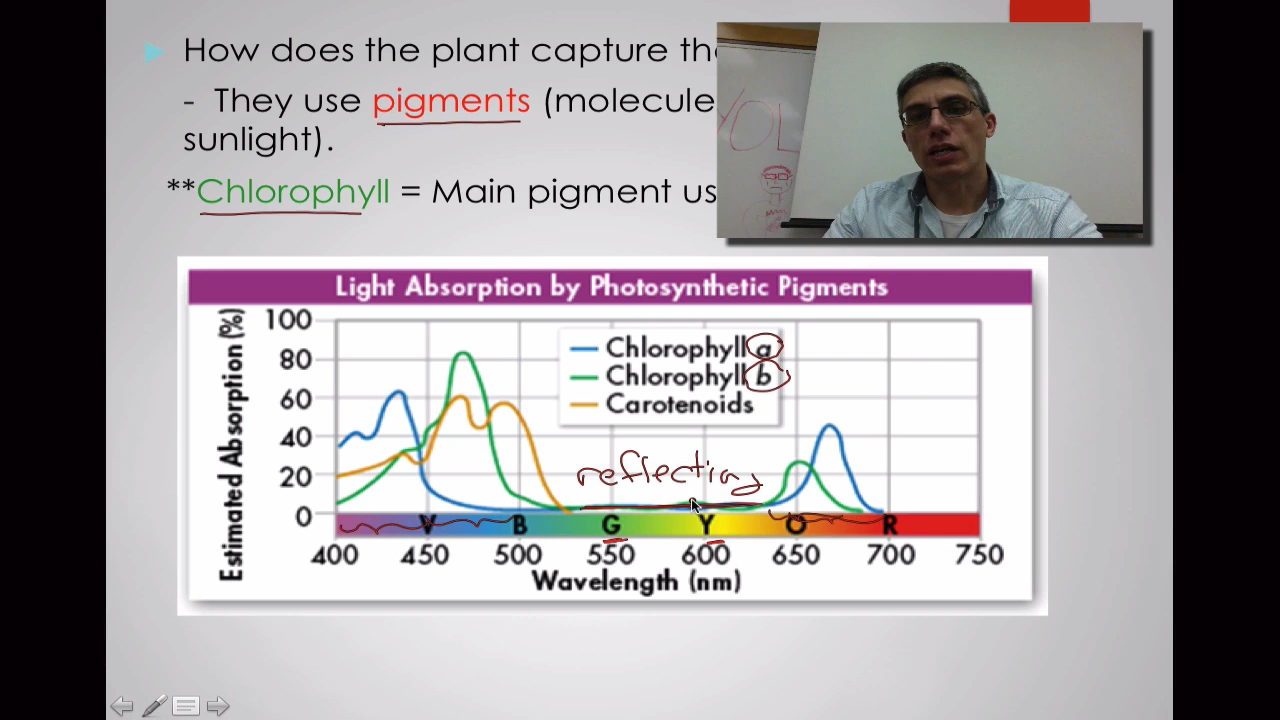 How does the plant capture the
- They use pigments (molecule
sunlight).
**Chlorophyll = Main pigment us
YOL
Light Absorption by Photosynthetic Pigments
Estimated Absorption (%)
100
80
60
40
20
0
Chlorophyll a
Chlorophyll b
Carotenoids
reflecting
V B G Y O R
400 450 500 550 600 650 700 750
Wavelength (nm)